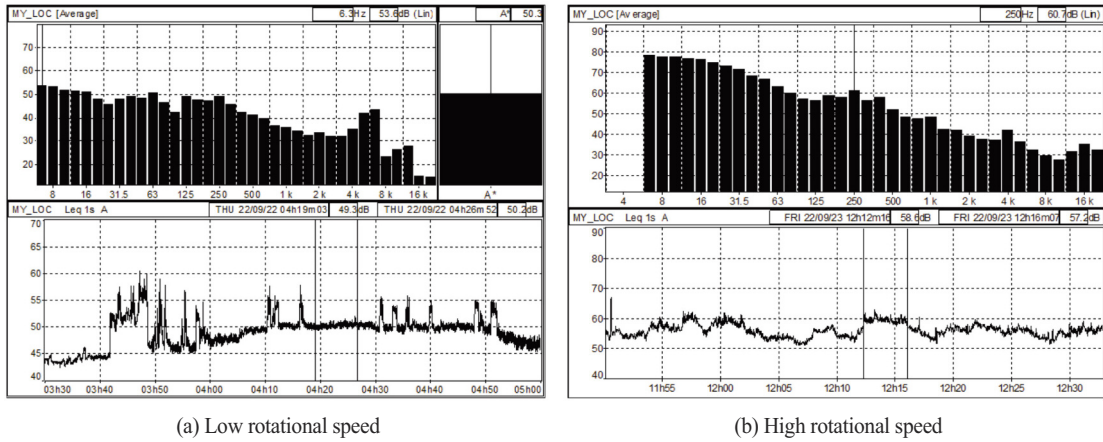 MY_LOC [Average] 6.3Hz 53.6dB (Lin) A* 50.3
70
60
50
40
30
20
8 16 31.5 63 125 250 500 1 k 2 k 4 k 8 k 16 k A*
MY_LOC Leq 1s A THU 22/09/22 04h19m03 49.3dB THU 22/09/22 04h26m52 50.2dB
70
65
60
55
50
45
40
03h30 03h40 03h50 04h00 04h10 04h20 04h30 04h40 04h50 05h00
(a) Low rotational speed
MY_LOC [Average] 250Hz 60.7dB (Lin)
90
80
70
60
50
40
30
20
4 8 16 31.5 63 125 250 500 1 k 2 k 4 k 8 k 16 k
MY_LOC Leq 1s A FRI 22/09/23 12h12m16 58.6dB FRI 22/09/23 12h16m07 57.2dB
90
80
70
60
50
40
11h55 12h00 12h05 12h10 12h15 12h20 12h25 12h30
(b) High rotational speed